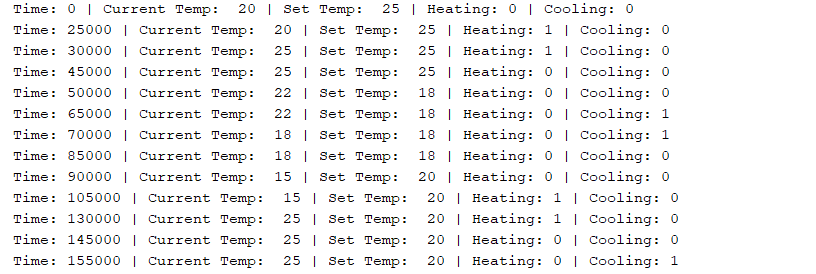 Time: 0 | Current Temp:  20 | Set Temp:  25 | Heating: 0 | Cooling: 0
Time: 25000 | Current Temp:  20 | Set Temp:  25 | Heating: 1 | Cooling: 0
Time: 30000 | Current Temp:  25 | Set Temp:  25 | Heating: 1 | Cooling: 0
Time: 45000 | Current Temp:  25 | Set Temp:  25 | Heating: 0 | Cooling: 0
Time: 50000 | Current Temp:  22 | Set Temp:  18 | Heating: 0 | Cooling: 0
Time: 65000 | Current Temp:  22 | Set Temp:  18 | Heating: 0 | Cooling: 1
Time: 70000 | Current Temp:  18 | Set Temp:  18 | Heating: 0 | Cooling: 1
Time: 85000 | Current Temp:  18 | Set Temp:  18 | Heating: 0 | Cooling: 0
Time: 90000 | Current Temp:  15 | Set Temp:  20 | Heating: 0 | Cooling: 0
Time: 105000 | Current Temp:  15 | Set Temp:  20 | Heating: 1 | Cooling: 0
Time: 130000 | Current Temp:  25 | Set Temp:  20 | Heating: 1 | Cooling: 0
Time: 145000 | Current Temp:  25 | Set Temp:  20 | Heating: 0 | Cooling: 0
Time: 155000 | Current Temp:  25 | Set Temp:  20 | Heating: 0 | Cooling: 1